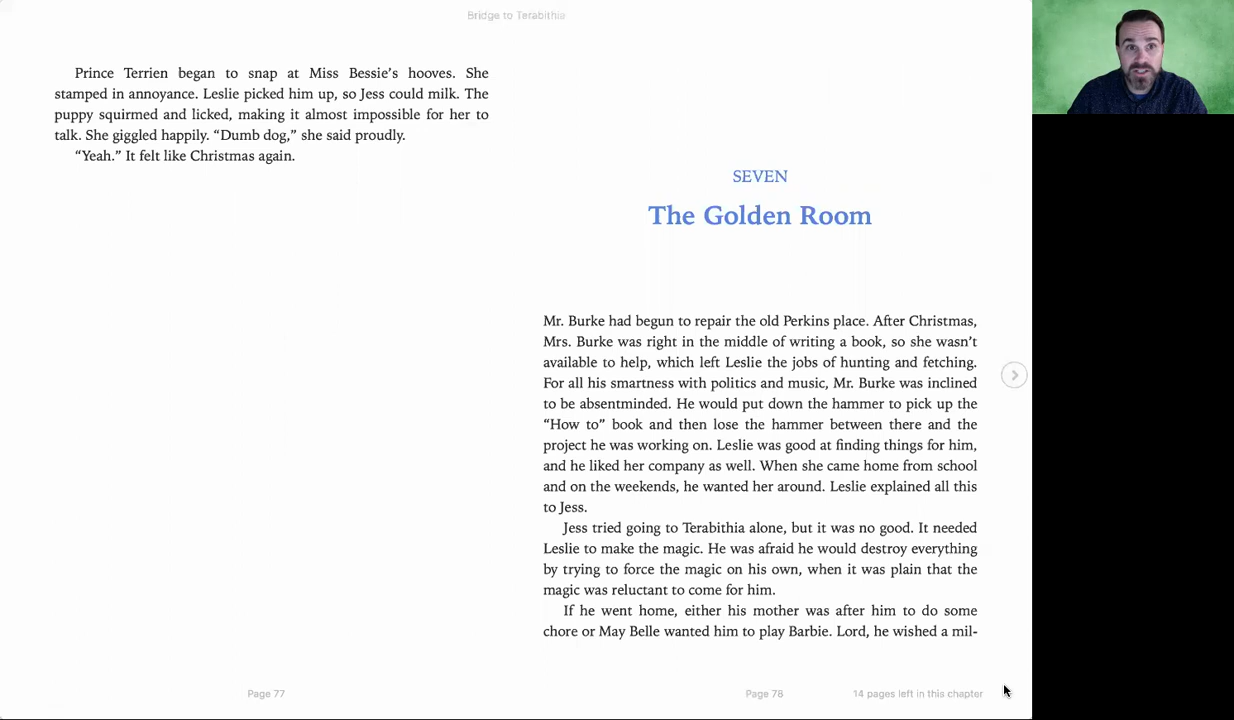 Bridge to Terabithia
Prince Terrien began to snap at Miss Bessie’s hooves. She
stamped in annoyance. Leslie picked him up, so Jess could milk. The
puppy squirmed and licked, making it almost impossible for her to
talk. She giggled happily. “Dumb dog,” she said proudly.
“Yeah.” It felt like Christmas again.
Page 77
SEVEN
The Golden Room
Mr. Burke had begun to repair the old Perkins place. After Christmas,
Mrs. Burke was right in the middle of writing a book, so she wasn’t
available to help, which left Leslie the jobs of hunting and fetching.
For all his smartness with politics and music, Mr. Burke was inclined
to be absentminded. He would put down the hammer to pick up the
“How to” book and then lose the hammer between there and the
project he was working on. Leslie was good at finding things for him,
and he liked her company as well. When she came home from school
and on the weekends, he wanted her around. Leslie explained all this
to Jess.
Jess tried going to Terabithia alone, but it was no good. It needed
Leslie to make the magic. He was afraid he would destroy everything
by trying to force the magic on his own, when it was plain that the
magic was reluctant to come for him.
If he went home, either his mother was after him to do some
chore or May Belle wanted him to play Barbie. Lord, he wished a mil-
Page 78
14 pages left in this chapter